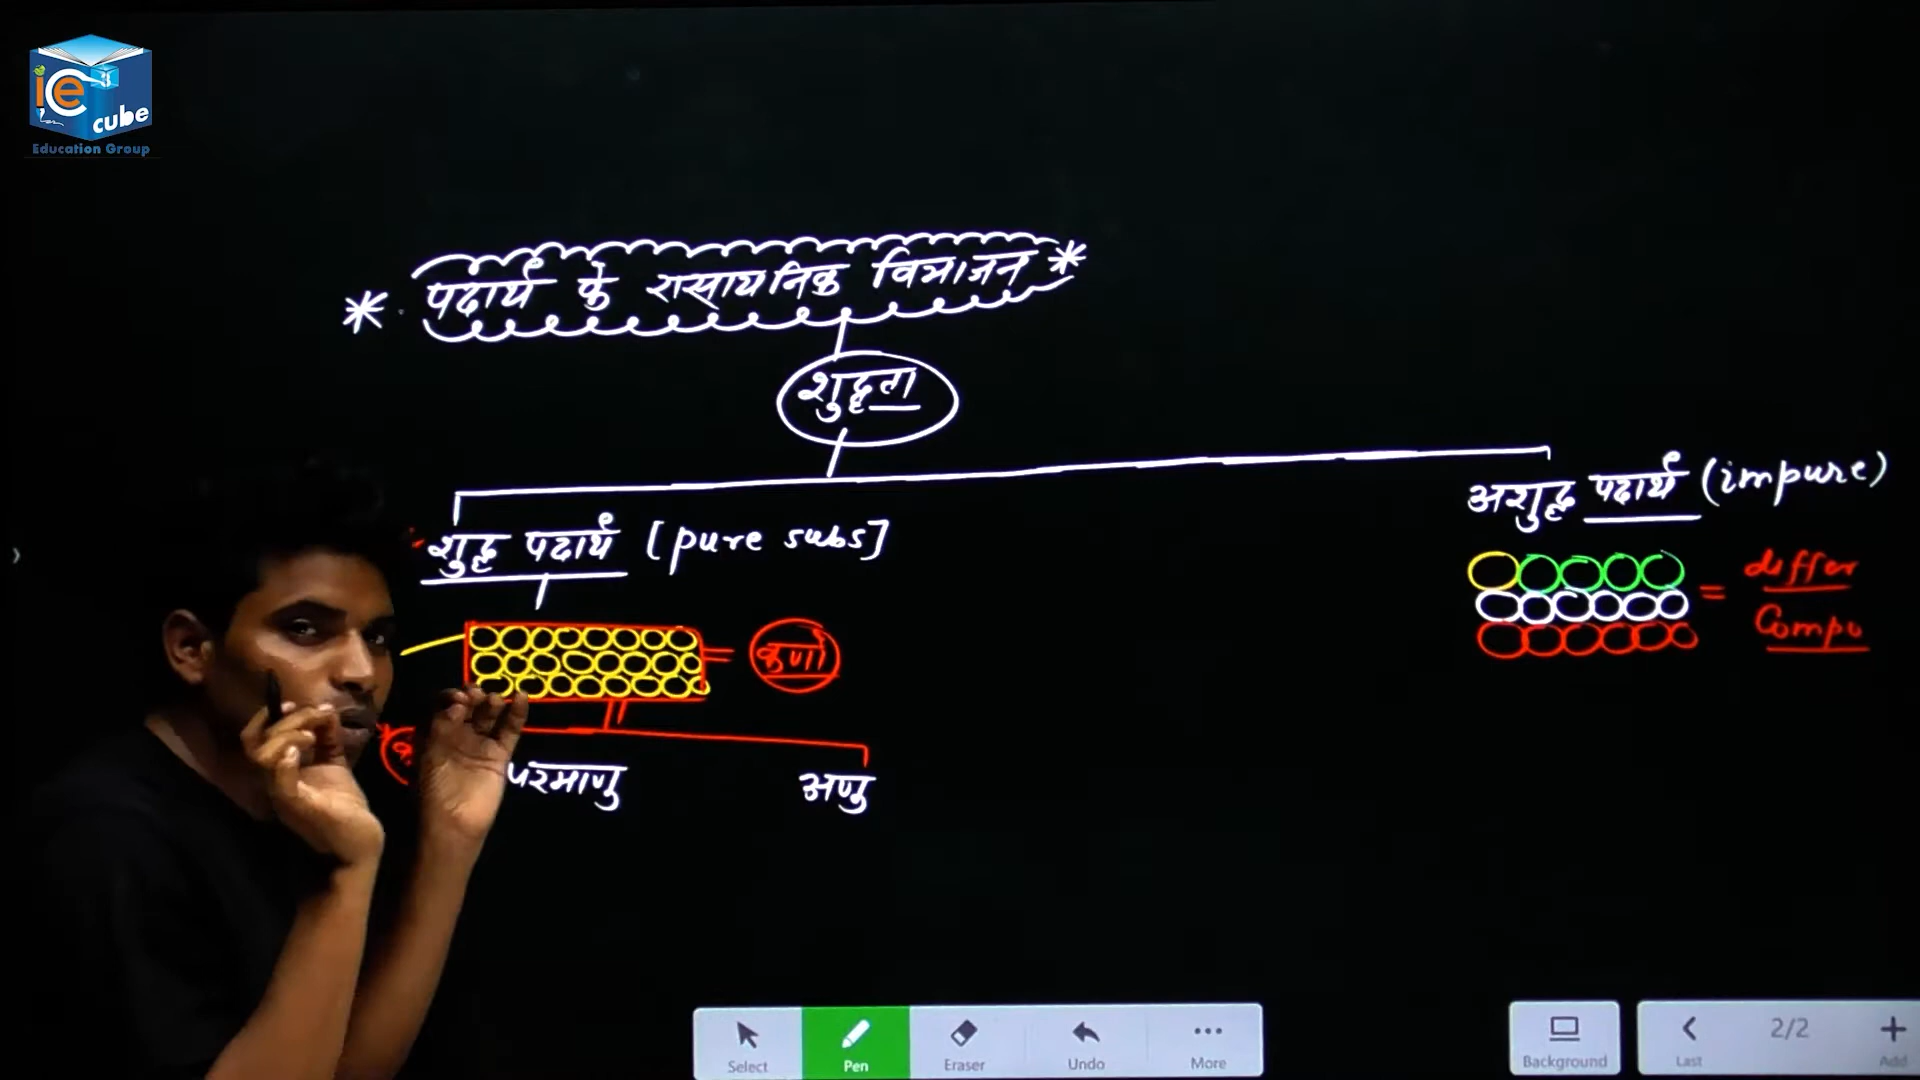 ice cube
Education Group
* पदार्थ के रासायनिक विभाजन *
शुद्धता
शुद्ध पदार्थ [pure subs]
अशुद्ध पदार्थ (impure)
= कणों
= differ
Compo
परमाणु
अणु
Select
Pen
Eraser
Undo
More
Background
Last
2/2
Add